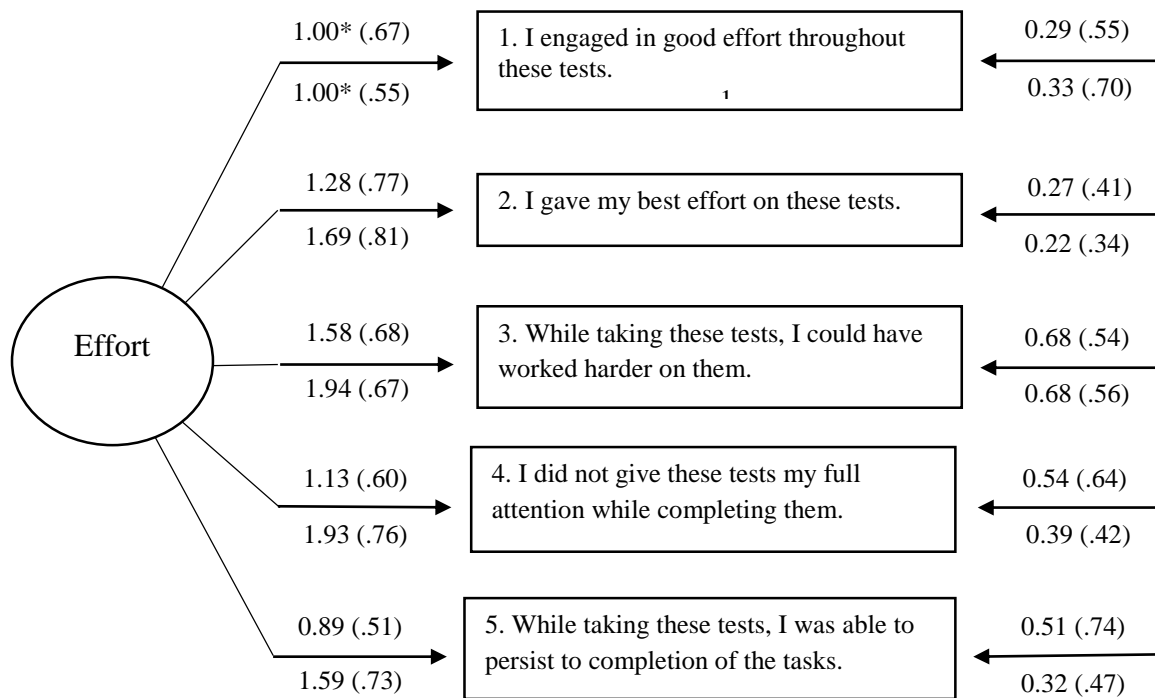 1.00* (.67)
1. I engaged in good effort throughout
these tests.
0.29 (.55)
1.00* (.55)
1
0.33 (.70)
1.28 (.77)
2. I gave my best effort on these tests.
0.27 (.41)
1.69 (.81)
0.22 (.34)
Effort
1.58 (.68)
3. While taking these tests, I could have
worked harder on them.
0.68 (.54)
1.94 (.67)
0.68 (.56)
1.13 (.60)
4. I did not give these tests my full
attention while completing them.
0.54 (.64)
1.93 (.76)
0.39 (.42)
0.89 (.51)
5. While taking these tests, I was able to
persist to completion of the tasks.
0.51 (.74)
1.59 (.73)
0.32 (.47)